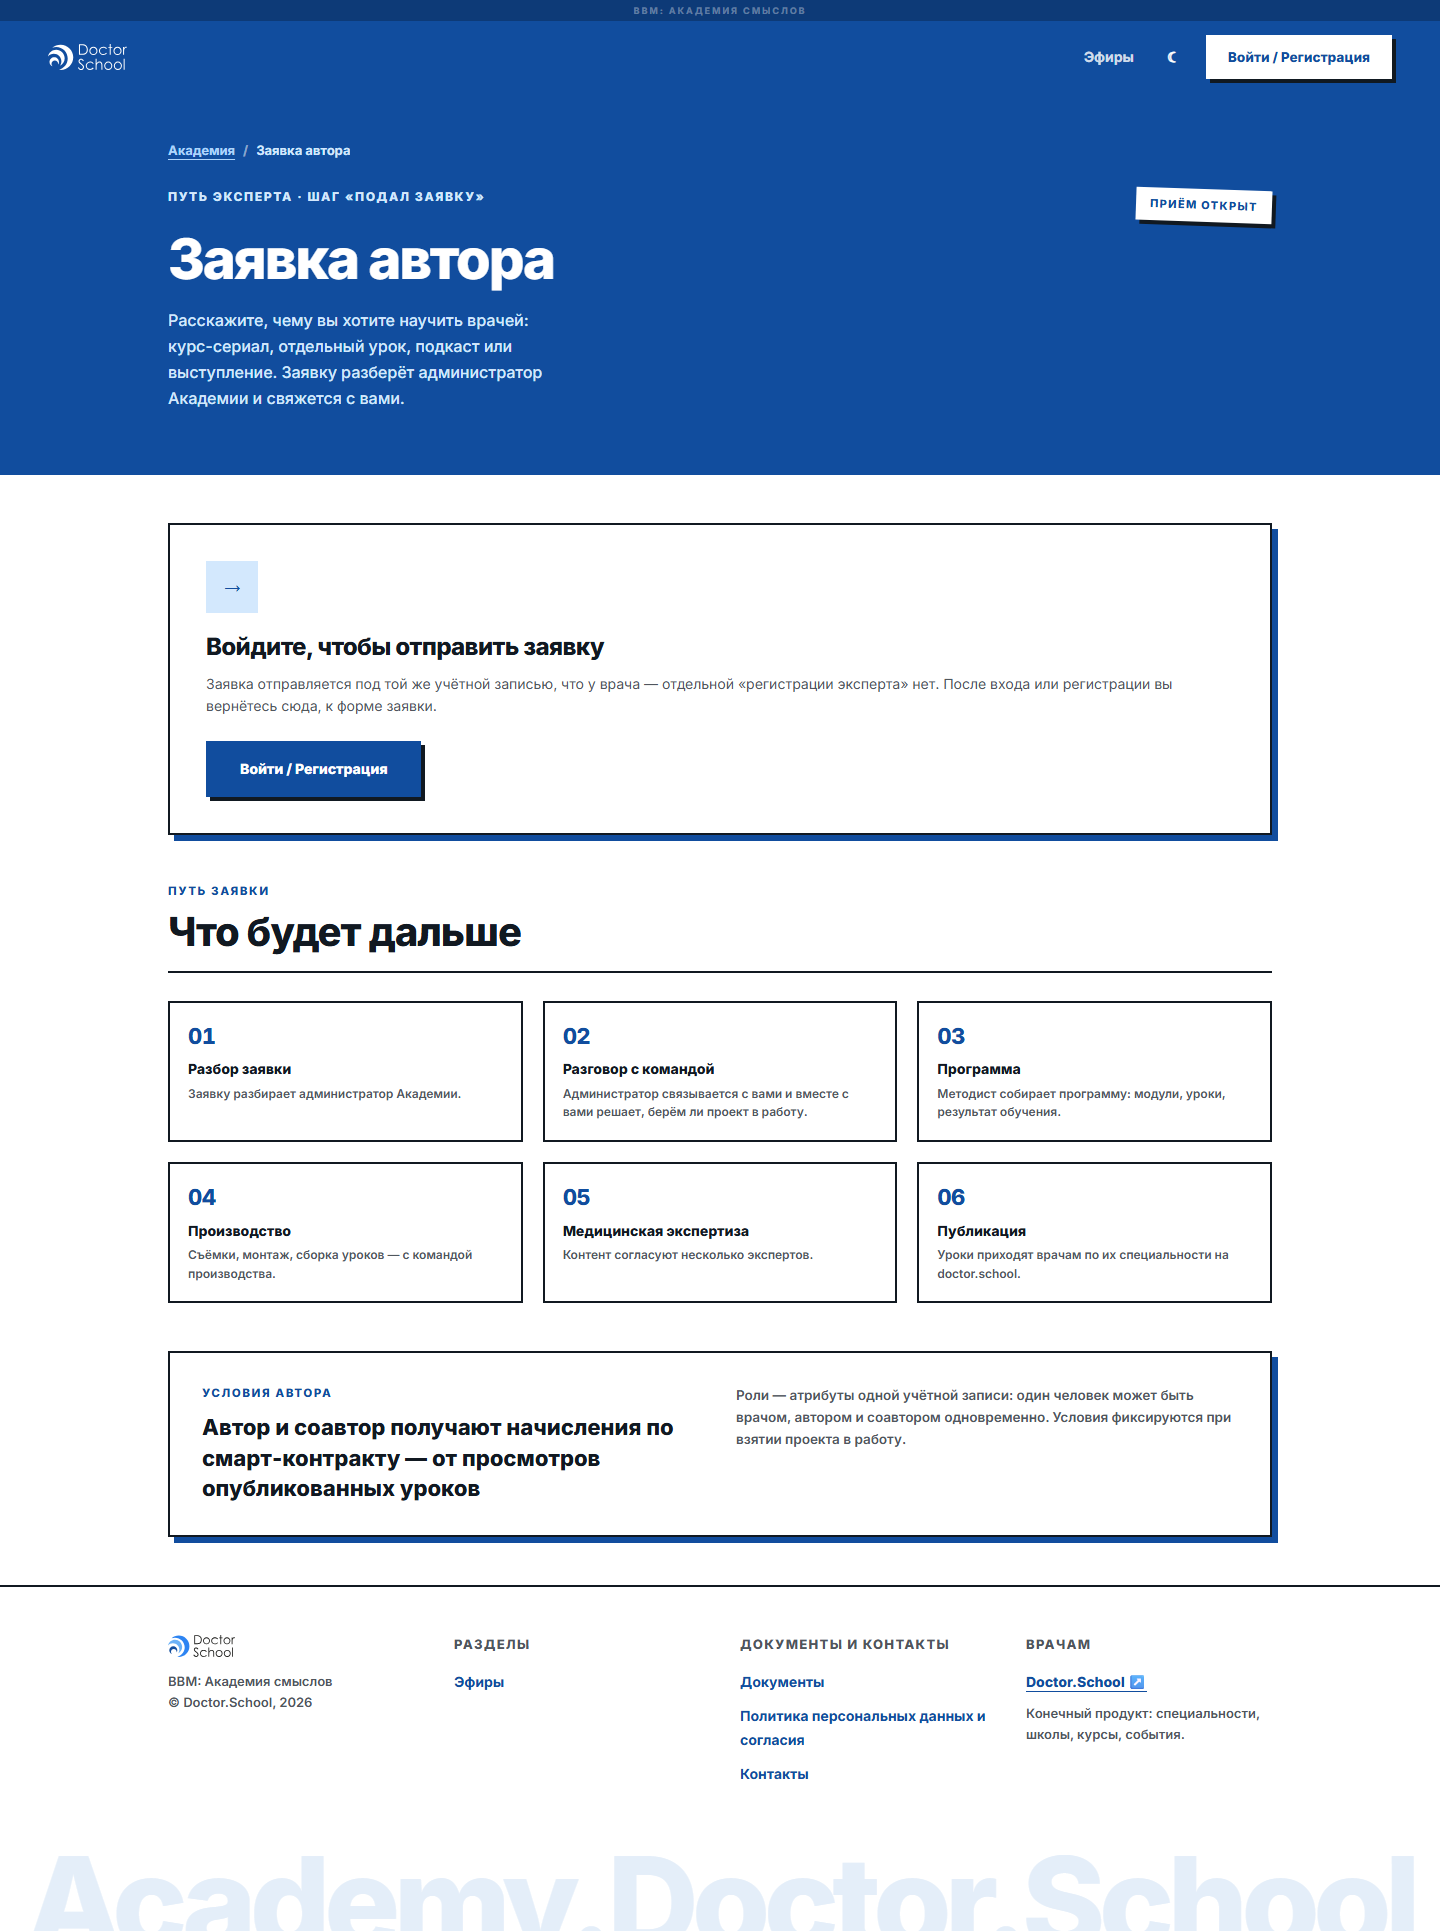 ВВМ: АКАДЕМИЯ СМЫСЛОВ
Doctor
School
Эфиры
Войти / Регистрация
Академия / Заявка автора
ПУТЬ ЭКСПЕРТА · ШАГ «ПОДАЛ ЗАЯВКУ»
ПРИЁМ ОТКРЫТ
Заявка автора
Расскажите, чему вы хотите научить врачей:
курс-сериал, отдельный урок, подкаст или
выступление. Заявку разберёт администратор
Академии и свяжется с вами.
→
Войдите, чтобы отправить заявку
Заявка отправляется под той же учётной записью, что у врача — отдельной «регистрации эксперта» нет. После входа или регистрации вы
вернётесь сюда, к форме заявки.
Войти / Регистрация
ПУТЬ ЗАЯВКИ
Что будет дальше
01
Разбор заявки
Заявку разбирает администратор Академии.
02
Разговор с командой
Администратор связывается с вами и вместе с
вами решает, берём ли проект в работу.
03
Программа
Методист собирает программу: модули, уроки,
результат обучения.
04
Производство
Съёмки, монтаж, сборка уроков — с командой
производства.
05
Медицинская экспертиза
Контент согласуют несколько экспертов.
06
Публикация
Уроки приходят врачам по их специальности на
doctor.school.
УСЛОВИЯ АВТОРА
Автор и соавтор получают начисления по
смарт-контракту — от просмотров
опубликованных уроков
Роли — атрибуты одной учётной записи: один человек может быть
врачом, автором и соавтором одновременно. Условия фиксируются при
взятии проекта в работу.
Doctor
School
ВВМ: Академия смыслов
© Doctor.School, 2026
РАЗДЕЛЫ
Эфиры
ДОКУМЕНТЫ И КОНТАКТЫ
Документы
Политика персональных данных и
согласия
Контакты
ВРАЧАМ
Doctor.School ↗
Конечный продукт: специальности,
школы, курсы, события.
Academy.Doctor.School